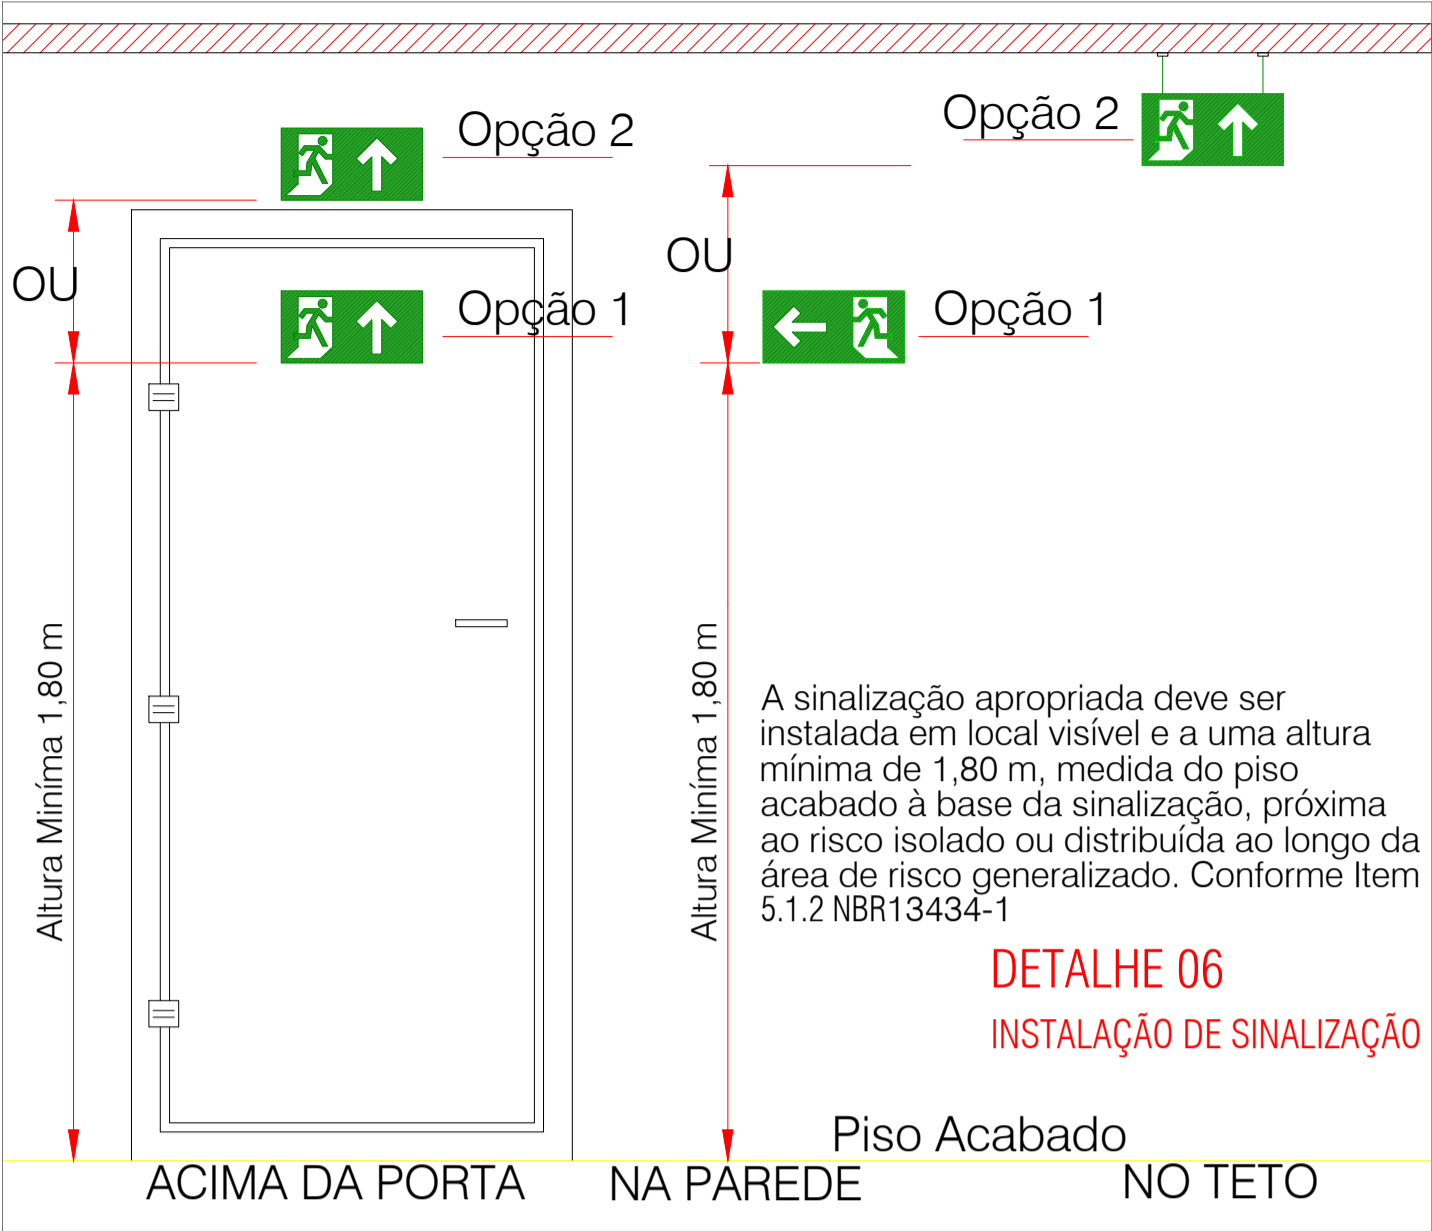 Opção 2
Opção 2
OU
OU
Opção 1
Opção 1
Altura Miníma 1,80 m
Altura Miníma 1,80 m
A sinalização apropriada deve ser
instalada em local visível e a uma altura
mínima de 1,80 m, medida do piso
acabado à base da sinalização, próxima
ao risco isolado ou distribuída ao longo da
área de risco generalizado. Conforme Item
5.1.2 NBR13434-1
DETALHE 06
INSTALAÇÃO DE SINALIZAÇÃO
Piso Acabado
ACIMA DA PORTA
NA PAREDE
NO TETO